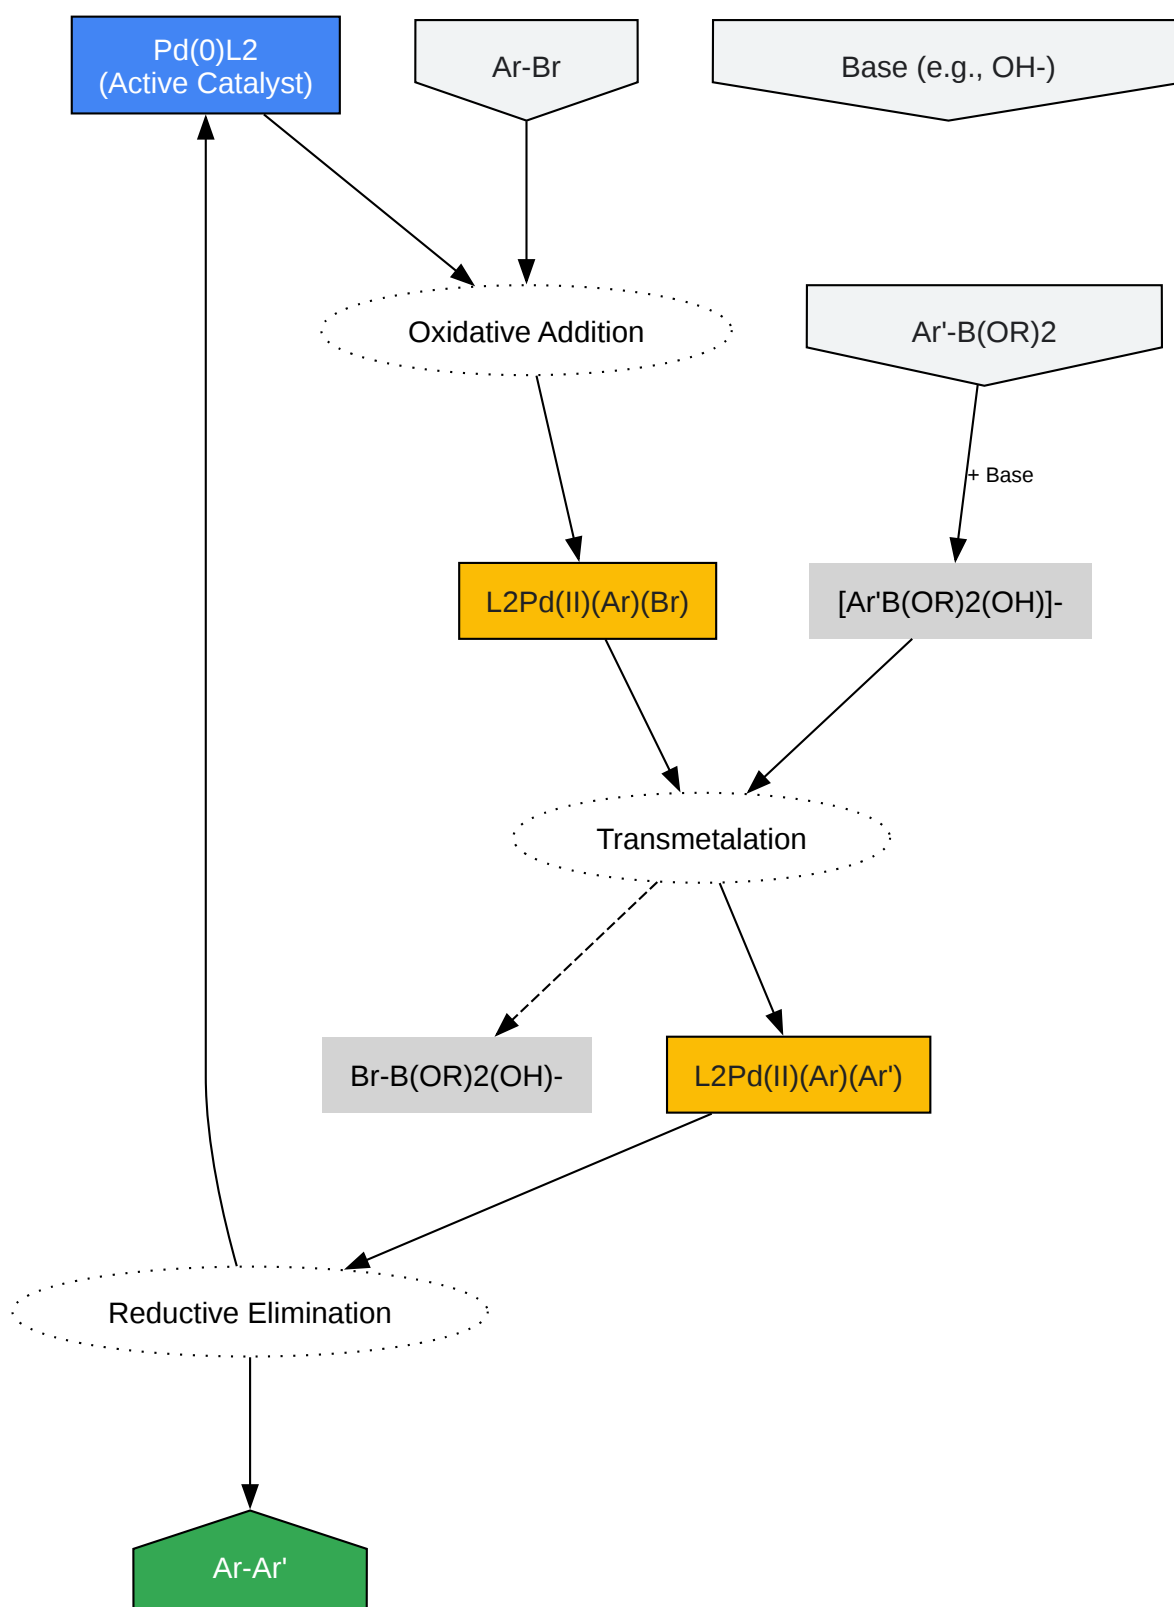 Pd(0)L2
(Active Catalyst)
Ar-Br
Base (e.g., OH-)
Oxidative Addition
Ar'-B(OR)2
+ Base
L2Pd(II)(Ar)(Br)
[Ar'B(OR)2(OH)]-
Transmetalation
Br-B(OR)2(OH)-
L2Pd(II)(Ar)(Ar')
Reductive Elimination
Ar-Ar'